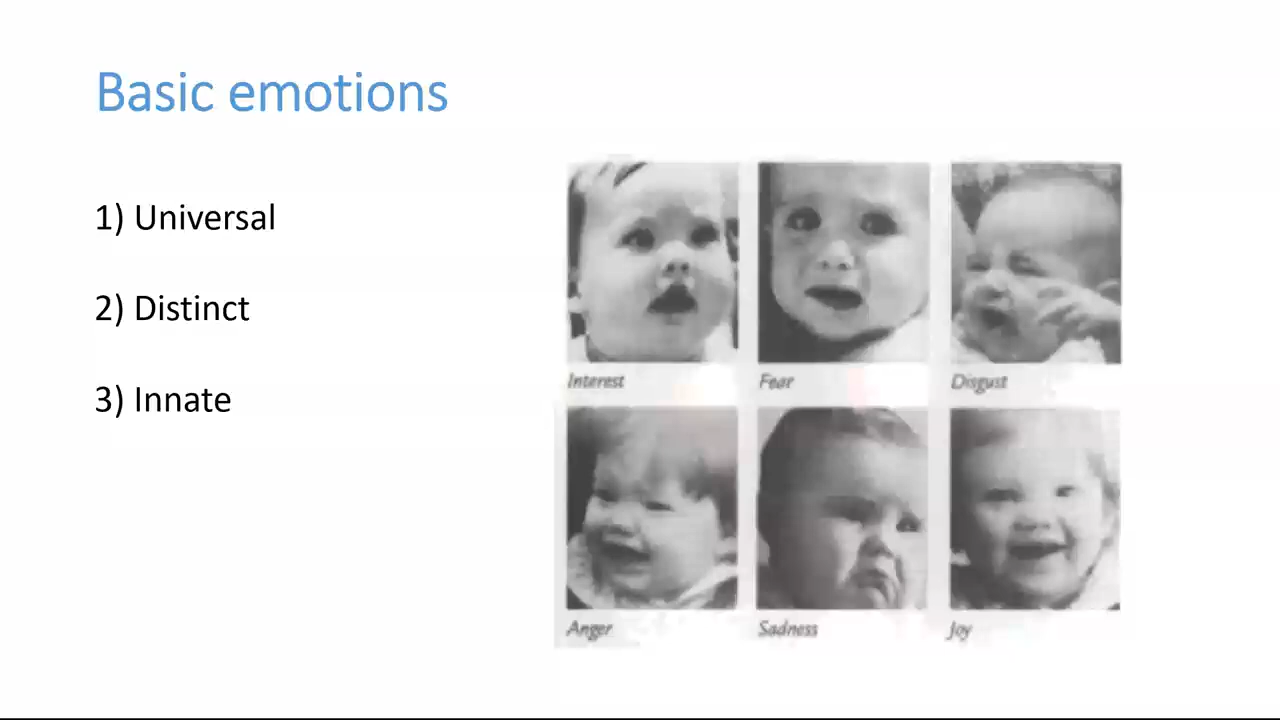 Basic emotions
1) Universal
2) Distinct
3) Innate
Interest
Fear
Disgust
Anger
Sadness
Joy